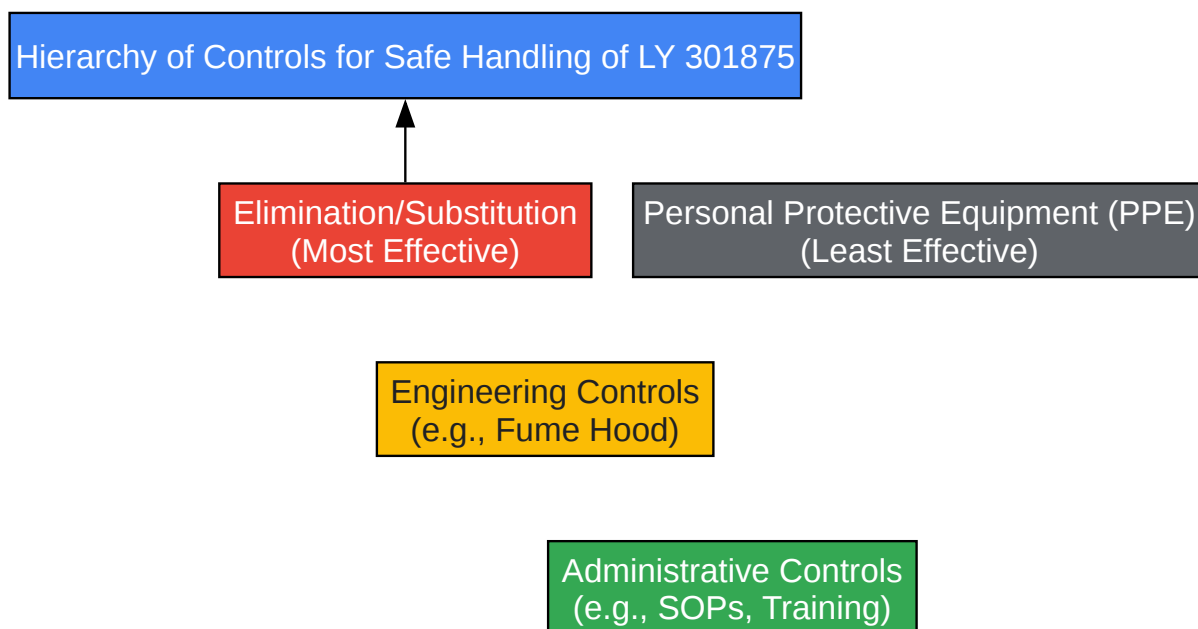 Hierarchy of Controls for Safe Handling of LY 301875
Elimination/Substitution
(Most Effective)
Personal Protective Equipment (PPE)
(Least Effective)
Engineering Controls
(e.g., Fume Hood)
Administrative Controls
(e.g., SOPs, Training)